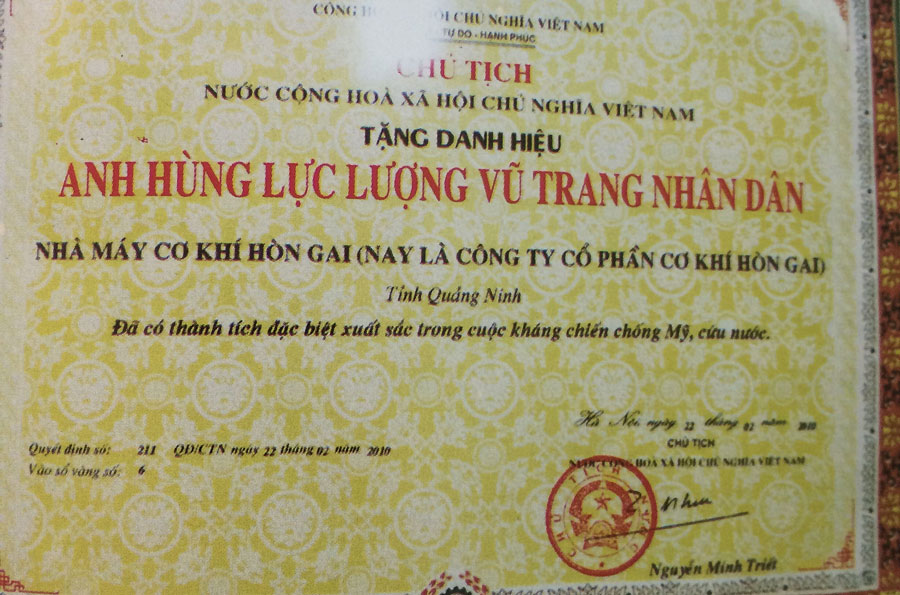 CỘNG HỘI CHỦ NGHĨA VIỆT NAM
TỰ DO - HẠNH PHÚC
CHỦ TỊCH
NƯỚC CỘNG HOÀ XÃ HỘI CHỦ NGHĨA VIỆT NAM
TẶNG DANH HIỆU
ANH HÙNG LỰC LƯỢNG VŨ TRANG NHÂN DÂN
NHÀ MÁY CƠ KHÍ HÒN GAI (NAY LÀ CÔNG TY CỔ PHẦN CƠ KHÍ HÒN GAI)
Tỉnh Quảng Ninh
Đã có thành tích đặc biệt xuất sắc trong cuộc kháng chiến chống Mỹ, cứu nước.
Hà Nội, ngày 22 tháng 02 năm 2010
CHỦ TỊCH
NƯỚC CỘNG HOÀ XÃ HỘI CHỦ NGHĨA VIỆT NAM
Quyết định số: 211 QĐ/CTN ngày 22 tháng 02 năm 2010
Vào sổ vàng số: 6
CHỦ TỊCH NƯỚC
Nguyễn Minh Triết